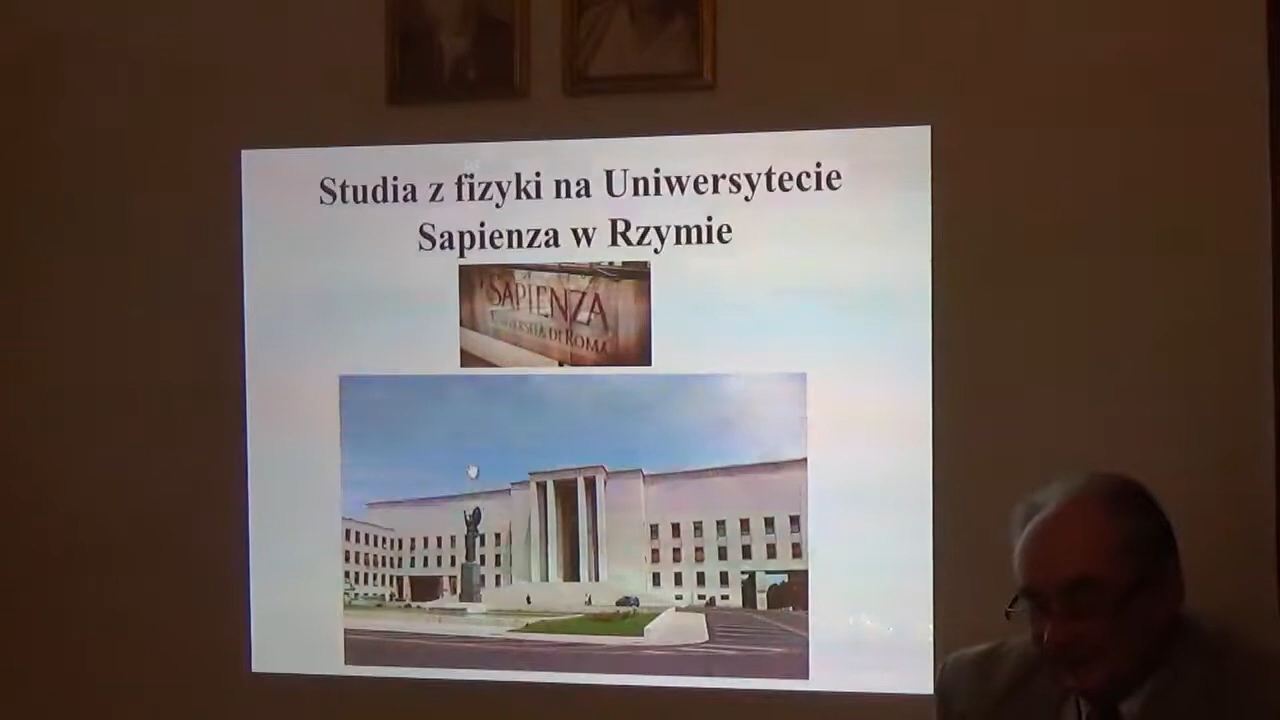 Studia z fizyki na Uniwersytecie
Sapienza w Rzymie
SAPIENZA
UNIVERSITÀ DI ROMA